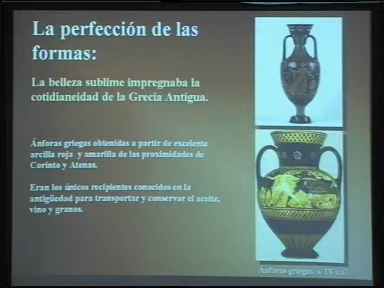 La perfección de las
formas:
La belleza sublime impregnaba la
cotidianeidad de la Grecia Antigua.
Ánforas griegas obtenidas a partir de excelente
arcilla roja y amarilla de las proximidades de
Corinto y Atenas.
Eran los únicos recipientes conocidos en la
antigüedad para transportar y conservar el aceite,
vino y granos.
Ánforas griegas, s. IV a.C.